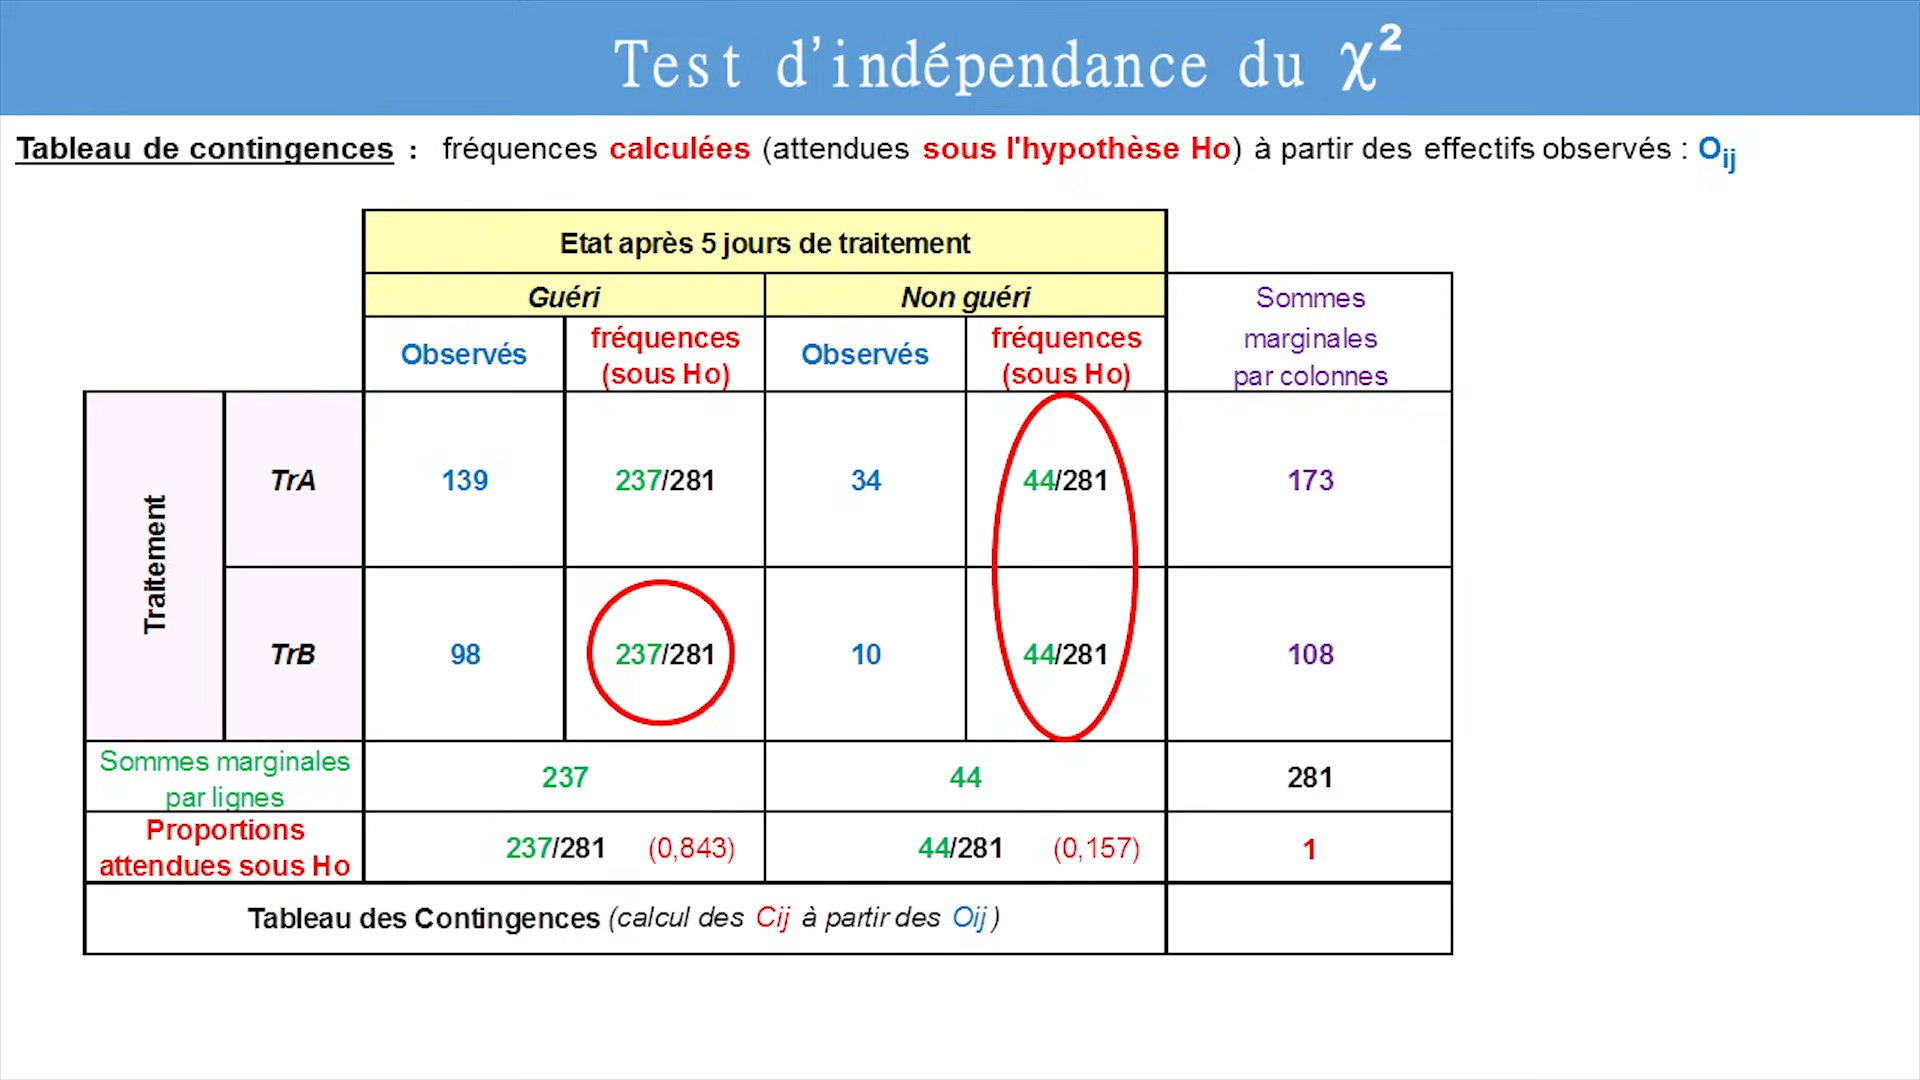 Test d'indépendance du χ²
Tableau de contingences : fréquences calculées (attendues sous l'hypothèse Ho) à partir des effectifs observés : Oij
Etat après 5 jours de traitement
Guéri Non guéri Sommes
marginales
par colonnes
Observés fréquences
(sous Ho) Observés fréquences
(sous Ho)
Traitement
TrA 139 237/281 34 44/281 173
TrB 98 237/281 10 44/281 108
Sommes marginales
par lignes 237 44 281
Proportions
attendues sous Ho 237/281 (0,843) 44/281 (0,157) 1
Tableau des Contingences (calcul des Cij à partir des Oij )